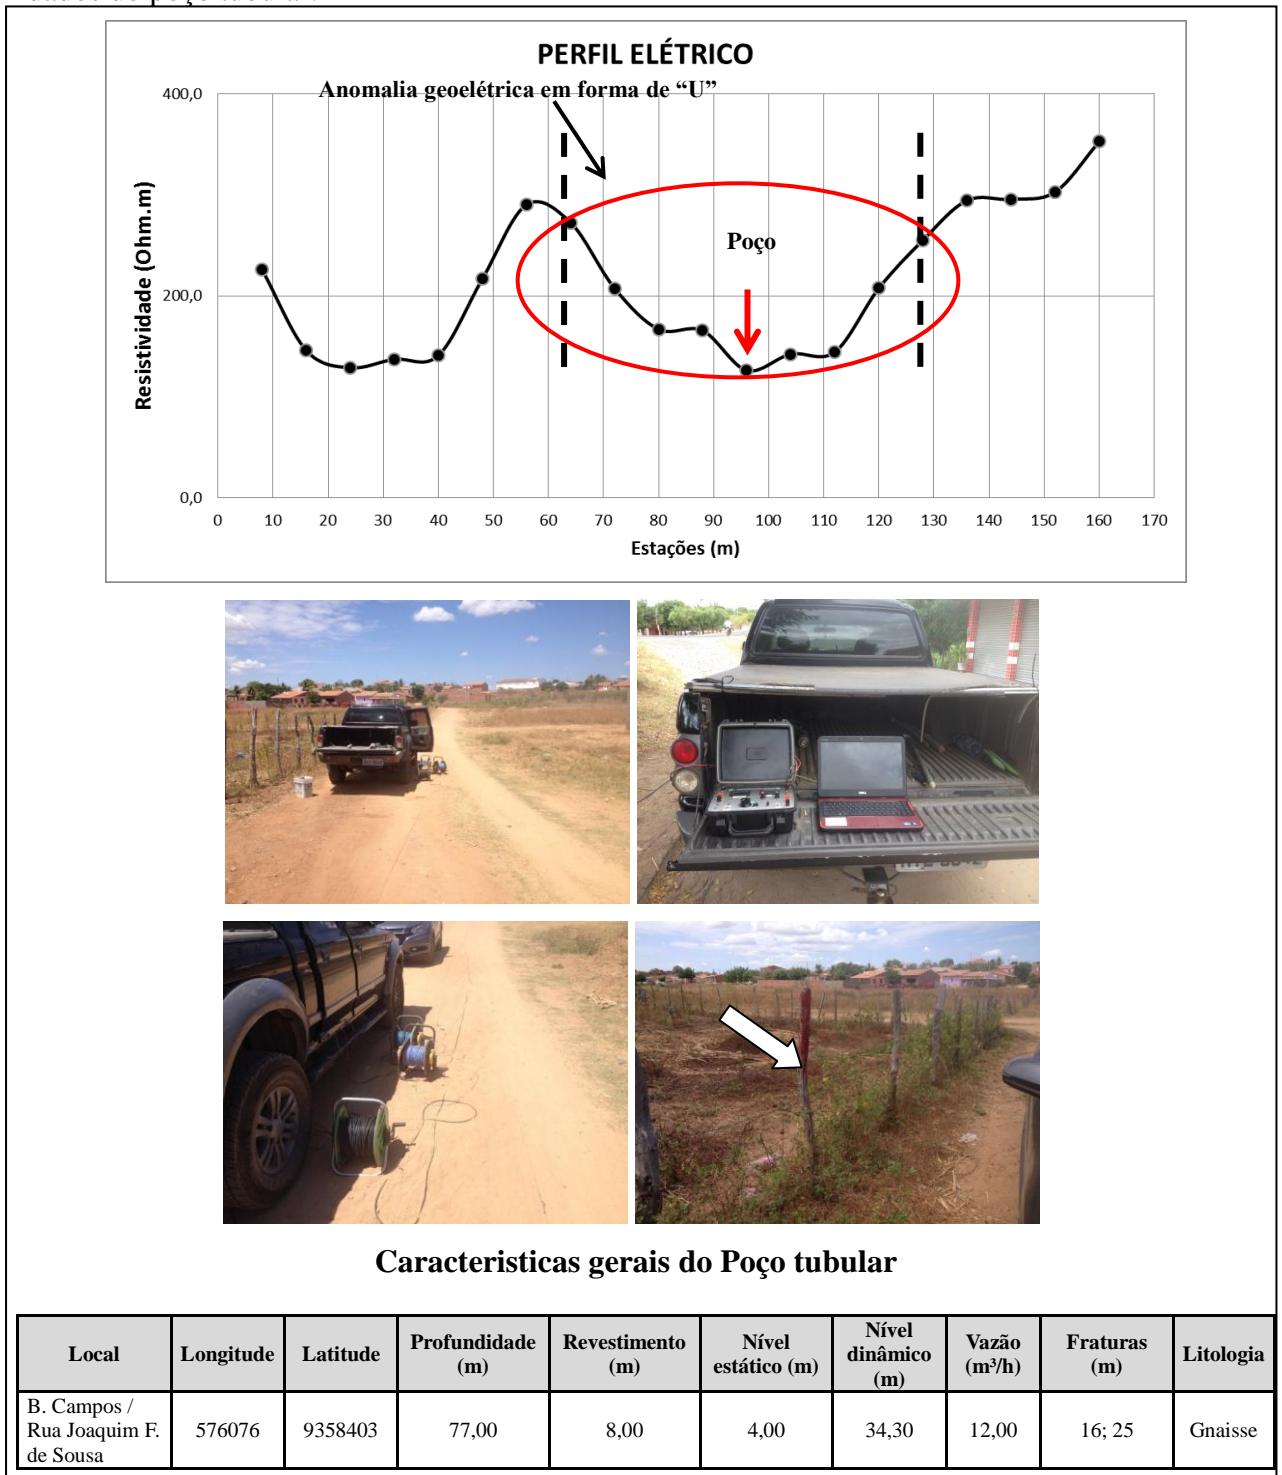 PERFIL ELÉTRICO
Anomalia geoelétrica em forma de “U”
400,0
200,0
0,0
Resistividade (Ohm.m)
Poço
0 10 20 30 40 50 60 70 80 90 100 110 120 130 140 150 160 170
Estações (m)
Caracteristicas gerais do Poço tubular
Local Longitude Latitude Profundidade (m) Revestimento (m) Nível estático (m) Nível dinâmico (m) Vazão (m³/h) Fraturas (m) Litologia
B. Campos / Rua Joaquim F. de Sousa 576076 9358403 77,00 8,00 4,00 34,30 12,00 16; 25 Gnaisse